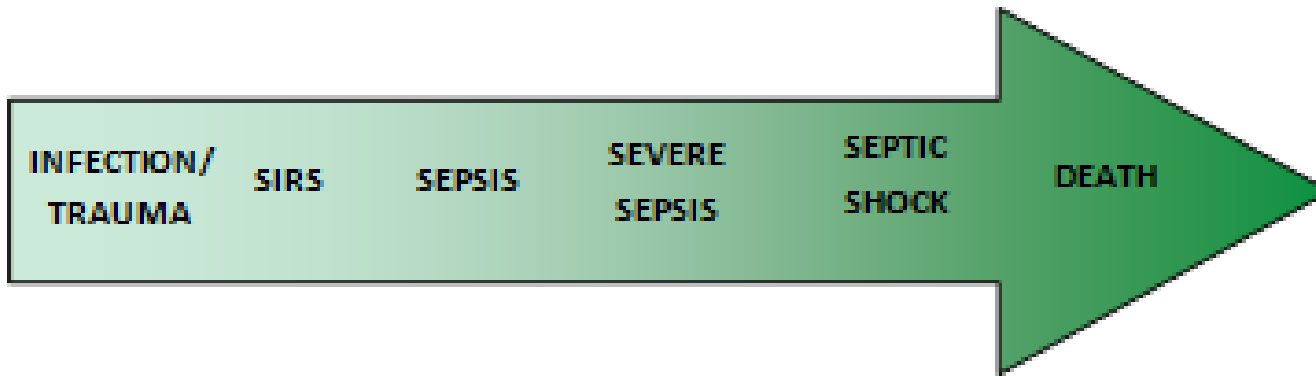 INFECTION/
TRAUMA
SIRS
SEPSIS
SEVERE
SEPSIS
SEPTIC
SHOCK
DEATH